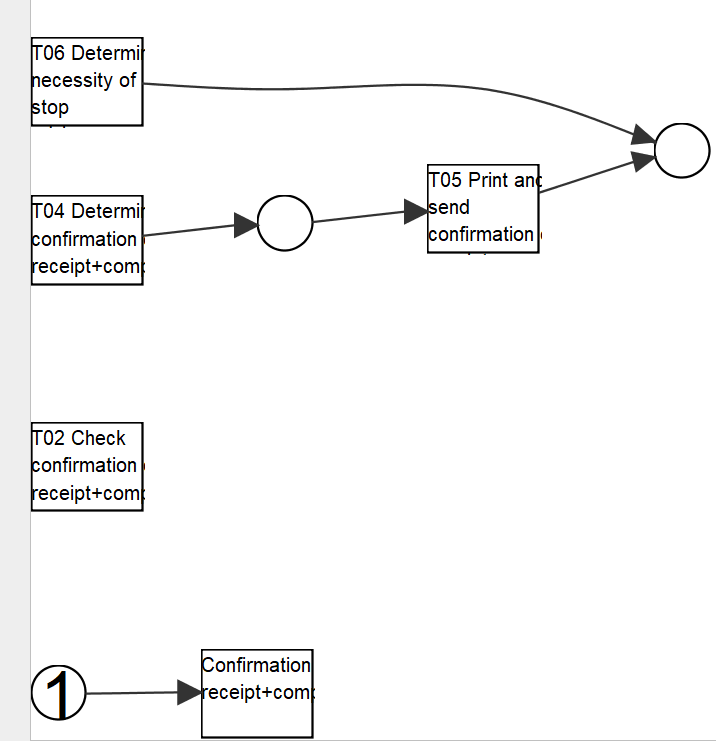 T06 Determi
necessity of
stop
T05 Print and
send
confirmation
T04 Determi
confirmation
receipt+com
T02 Check
confirmation
receipt+com
1
Confirmation
receipt+com